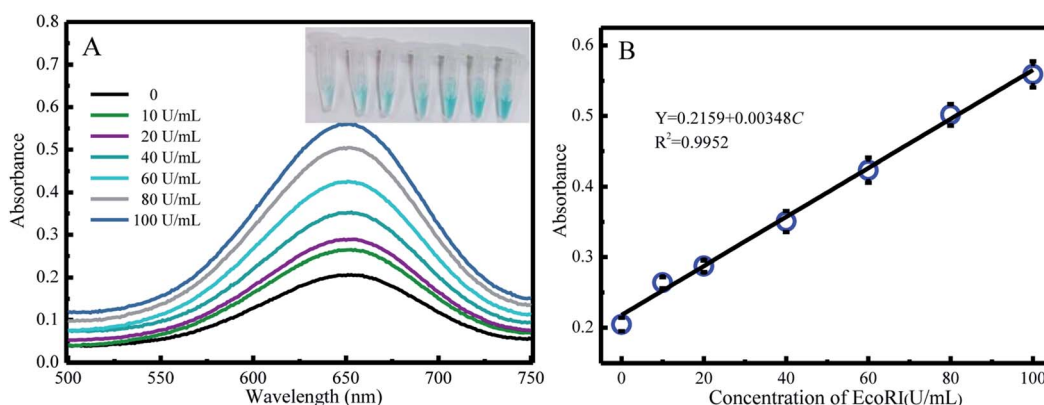 A
0
10 U/mL
20 U/mL
40 U/mL
60 U/mL
80 U/mL
100 U/mL
0.8
0.7
0.6
0.5
0.4
0.3
0.2
0.1
0.0
Absorbance
500 550 600 650 700 750
Wavelength (nm)
B
Y=0.2159+0.00348C
R²=0.9952
0.6
0.5
0.4
0.3
0.2
Absorbance
0 20 40 60 80 100
Concentration of EcoRI(U/mL)